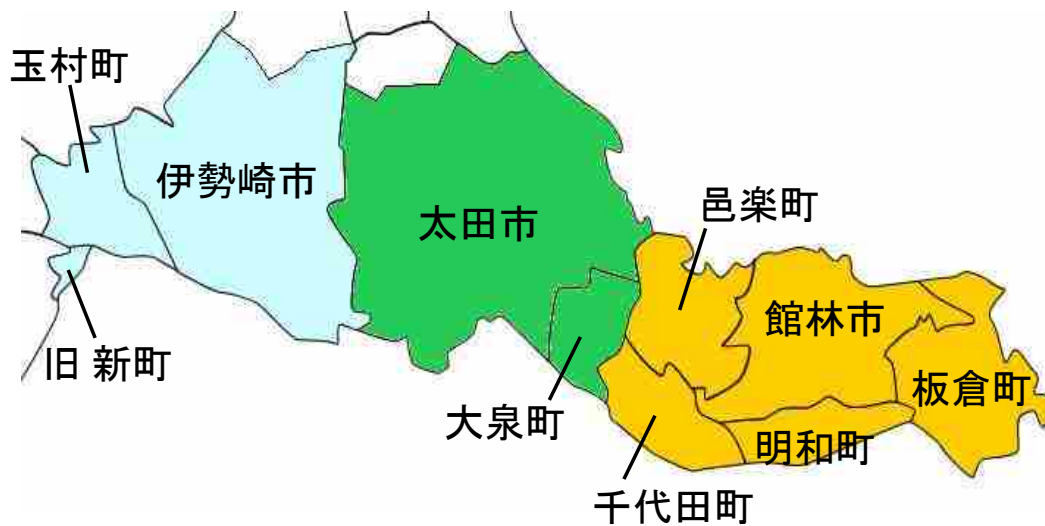 玉村町
伊勢崎市
太田市
邑楽町
館林市
旧 新町
板倉町
大泉町
明和町
千代田町